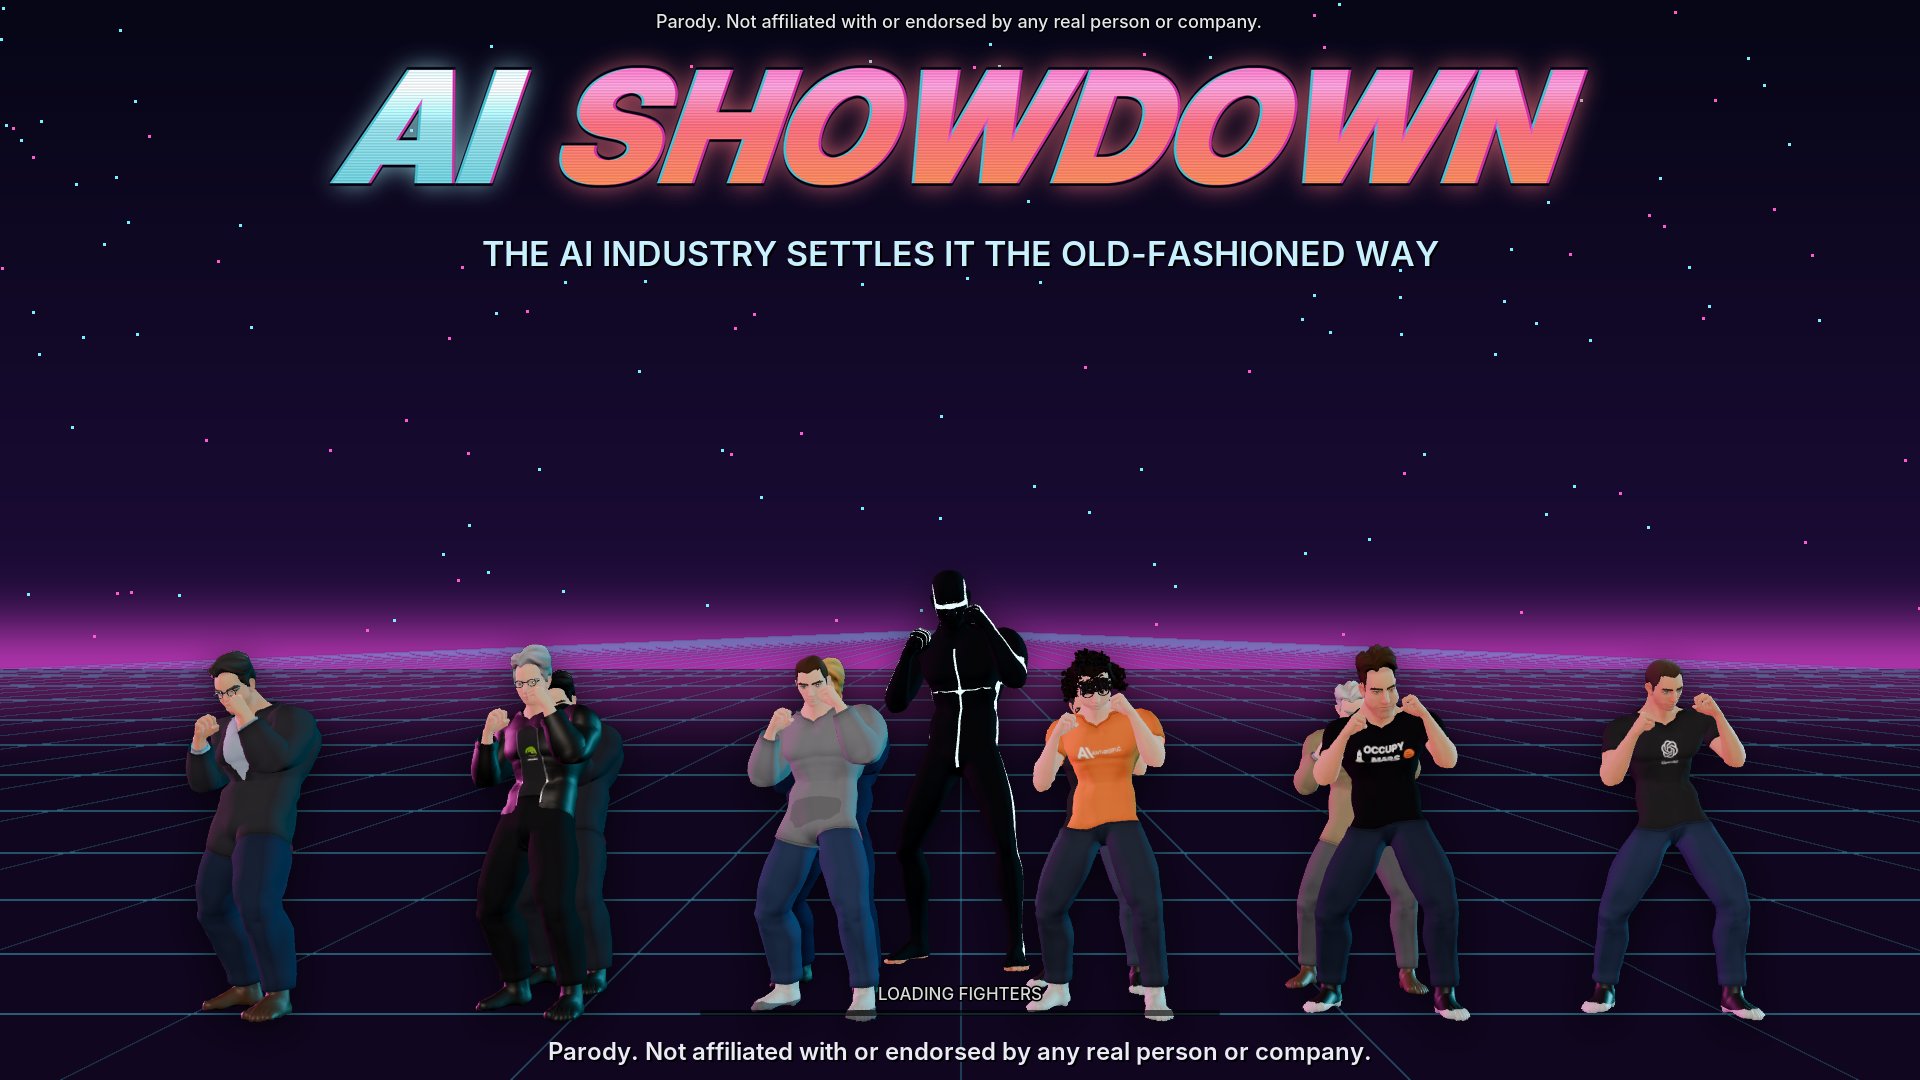 Parody. Not affiliated with or endorsed by any real person or company.
AI SHOWDOWN
THE AI INDUSTRY SETTLES IT THE OLD-FASHIONED WAY
OCCUPY
MARS
LOADING FIGHTERS
Parody. Not affiliated with or endorsed by any real person or company.